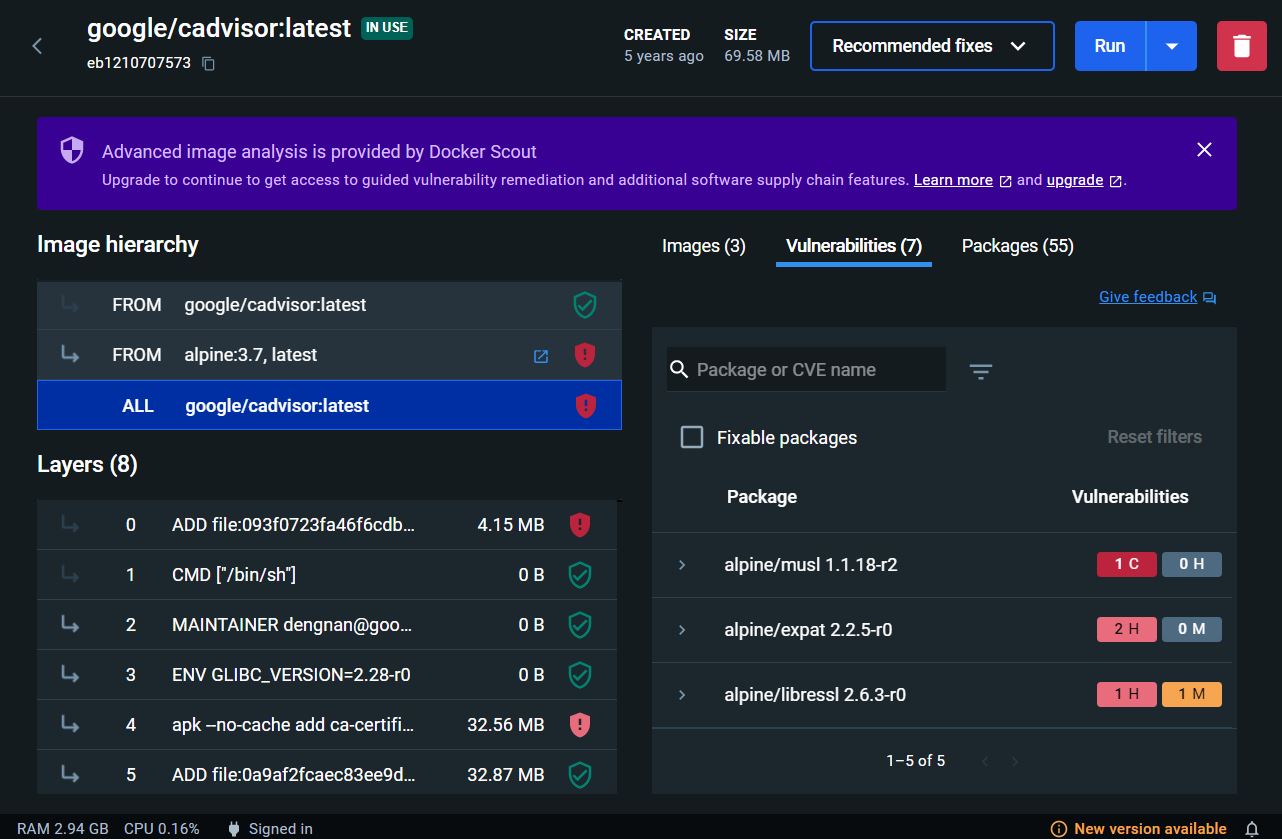 google/cadvisor:latest IN USE
eb1210707573
CREATED
5 years ago
SIZE
69.58 MB
Recommended fixes
Run
Advanced image analysis is provided by Docker Scout
Upgrade to continue to get access to guided vulnerability remediation and additional software supply chain features. Learn more and upgrade .
Image hierarchy
FROM google/cadvisor:latest
FROM alpine:3.7, latest
ALL google/cadvisor:latest
Layers (8)
0 ADD file:093f0723fa46f6cdb... 4.15 MB
1 CMD ["/bin/sh"] 0 B
2 MAINTAINER dengnan@goo... 0 B
3 ENV GLIBC_VERSION=2.28-r0 0 B
4 apk --no-cache add ca-certifi... 32.56 MB
5 ADD file:0a9af2fcaec83ee9d... 32.87 MB
Images (3) Vulnerabilities (7) Packages (55)
Give feedback
Package or CVE name
Fixable packages Reset filters
Package Vulnerabilities
alpine/musl 1.1.18-r2 1 C 0 H
alpine/expat 2.2.5-r0 2 H 0 M
alpine/libressl 2.6.3-r0 1 H 1 M
1–5 of 5
RAM 2.94 GB CPU 0.16% Signed in New version available